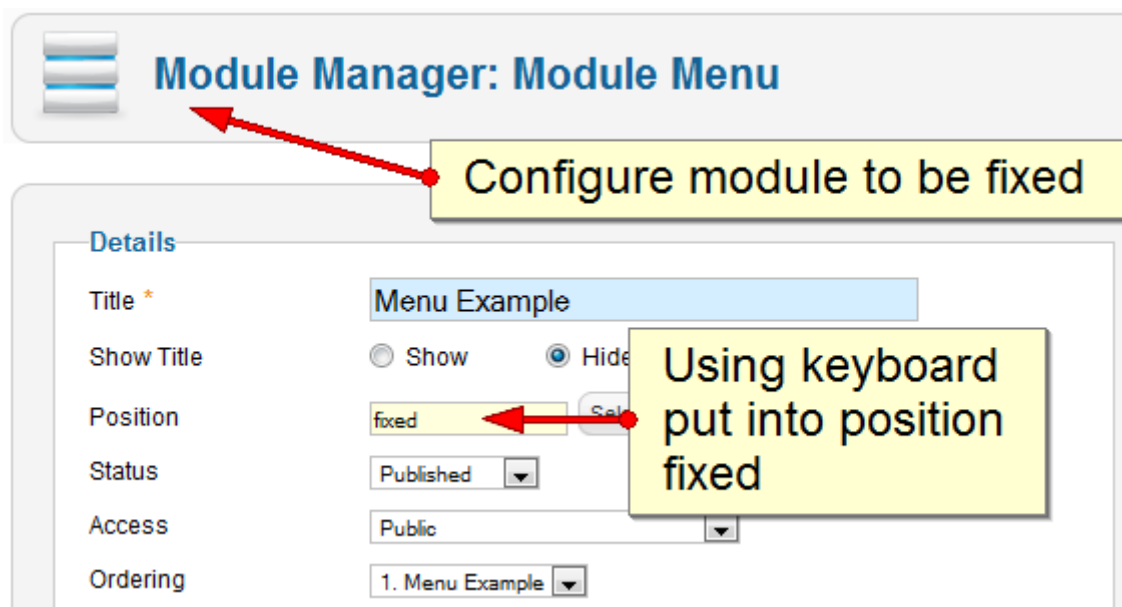 Module Manager: Module Menu
Configure module to be fixed
Details
Title *
Menu Example
Show Title
Show
Hide
Using keyboard
put into position
fixed
Position
fixed
Status
Published
Access
Public
Ordering
1. Menu Example